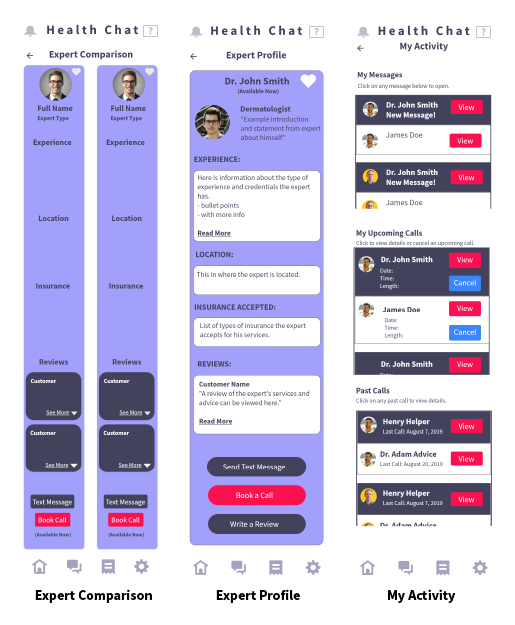 Health Chat ?
Expert Comparison
Full Name
Expert Type
Experience
Location
Insurance
Reviews
Customer
See More
Customer
See More
Text Message
Book Call
(Available Now)
Full Name
Expert Type
Experience
Location
Insurance
Reviews
Customer
See More
Customer
See More
Text Message
Book Call
(Available Now)
Expert Comparison
Health Chat ?
Expert Profile
Dr. John Smith
(Available Now)
Dermatologist
"Example introduction
and statement from expert
about himself"
EXPERIENCE:
Here is information about the type of
experience and credentials the expert
has.
- bullet points
- with more info
Read More
LOCATION:
This in where the expert is located.
INSURANCE ACCEPTED:
List of types of insurance the expert
accepts for his services.
REVIEWS:
Customer Name
"A review of the expert's services and
advice can be viewed here."
Read More
Send Text Message
Book a Call
Write a Review
Expert Profile
Health Chat ?
My Activity
My Messages
Click on any message below to open.
Dr. John Smith
New Message!
View
James Doe
View
Dr. John Smith
New Message!
View
James Doe
My Upcoming Calls
Click to view details or cancel an upcoming call.
Dr. John Smith
View
Date:
Time:
Length:
Cancel
James Doe
View
Date:
Time:
Length:
Cancel
Dr. John Smith
View
Past Calls
Click on any past call to view details.
Henry Helper
Last Call: August 7, 2019
View
Dr. Adam Advice
Last Call: August 20, 2019
View
Henry Helper
Last Call: August 7, 2019
View
Dr. Adam Advice
My Activity